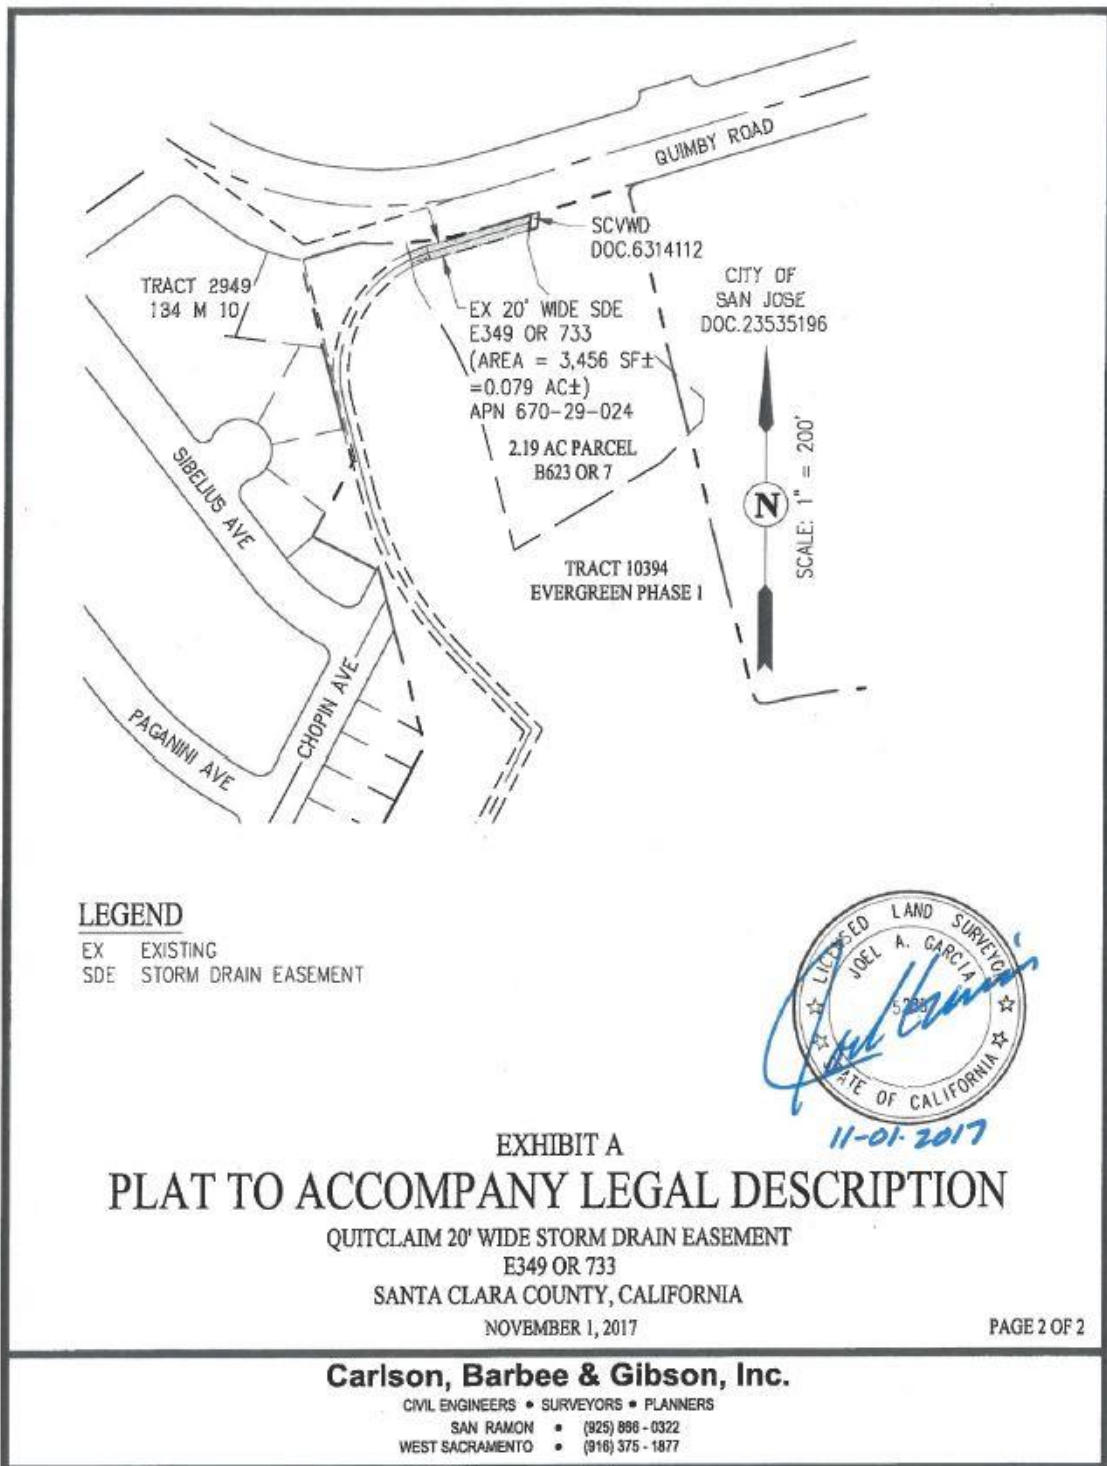 QUIMBY ROAD
SCVWD
DOC.6314112
TRACT 2949
134 M 10
EX 20' WIDE SDE
E349 OR 733
(AREA = 3,456 SF±
=0.079 AC±)
APN 670-29-024
CITY OF
SAN JOSE
DOC.23535196
2.19 AC PARCEL
B623 OR 7
N
SCALE: 1" = 200'
SIBELIUS AVE
TRACT 10394
EVERGREEN PHASE 1
CHOPIN AVE
PAGANINI AVE
LEGEND
EX EXISTING
SDE STORM DRAIN EASEMENT
LICENSED LAND SURVEYOR
JOEL A. GARCIA
STATE OF CALIFORNIA
11-01-2017
EXHIBIT A
PLAT TO ACCOMPANY LEGAL DESCRIPTION
QUITCLAIM 20' WIDE STORM DRAIN EASEMENT
E349 OR 733
SANTA CLARA COUNTY, CALIFORNIA
NOVEMBER 1, 2017
PAGE 2 OF 2
Carlson, Barbee & Gibson, Inc.
CIVIL ENGINEERS • SURVEYORS • PLANNERS
SAN RAMON • (925) 866 - 0322
WEST SACRAMENTO • (916) 375 - 1877